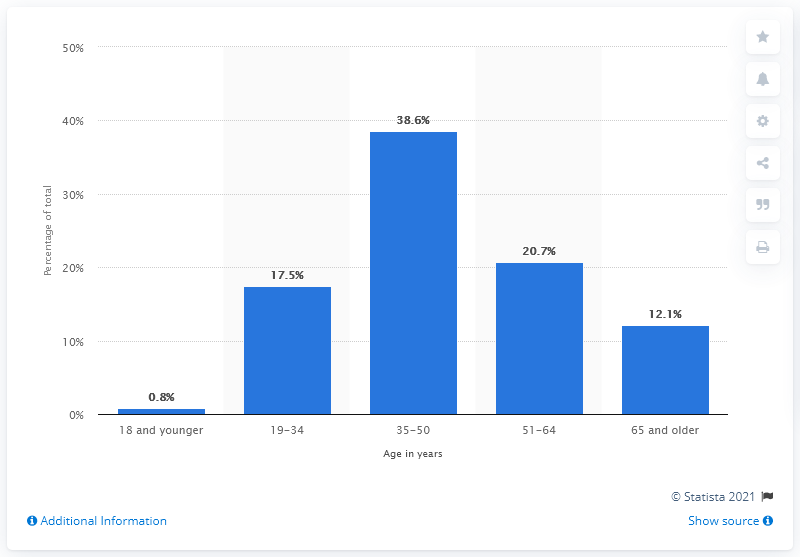 50%
40%
30%
20%
10%
0%
Percentage of total
0.8%
17.5%
38.6%
20.7%
12.1%
18 and younger
19–34
35–50
51–64
65 and older
Age in years
© Statista 2021
Additional Information
Show source